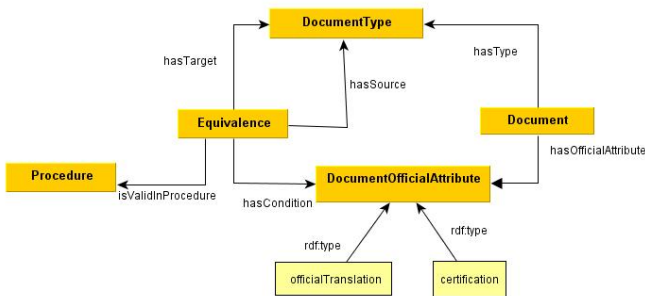 DocumentType
hasTarget
hasType
hasSource
Equivalence
Document
hasOfficialAttribute
Procedure
DocumentOfficialAttribute
isValidInProcedure
hasCondition
rdf:type
rdf:type
officialTranslation
certification